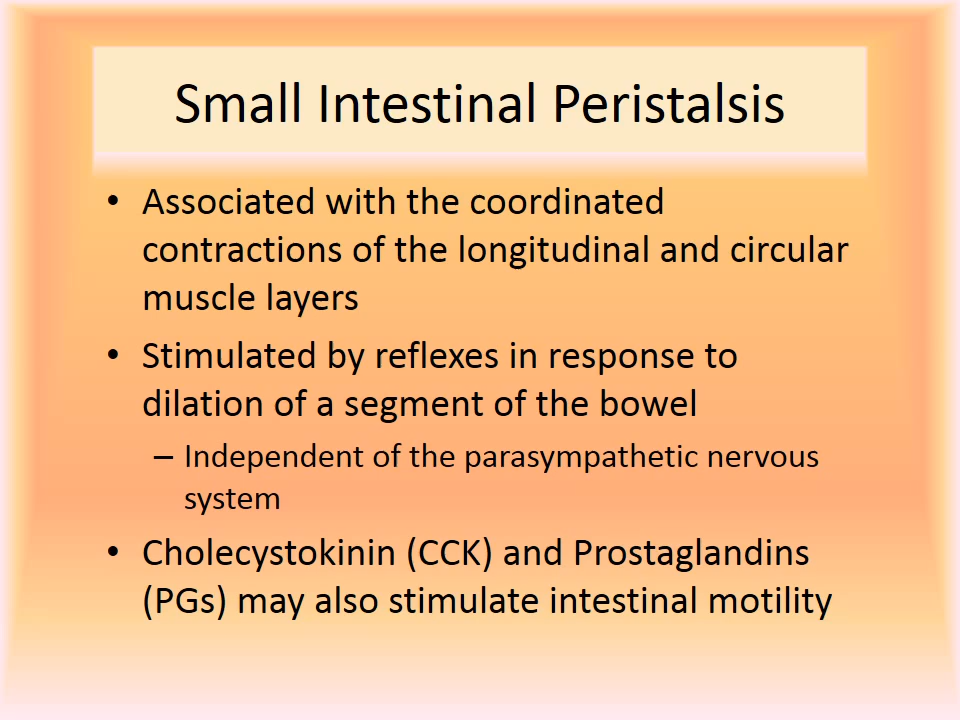 Small Intestinal Peristalsis
• Associated with the coordinated
contractions of the longitudinal and circular
muscle layers
• Stimulated by reflexes in response to
dilation of a segment of the bowel
– Independent of the parasympathetic nervous
system
• Cholecystokinin (CCK) and Prostaglandins
(PGs) may also stimulate intestinal motility